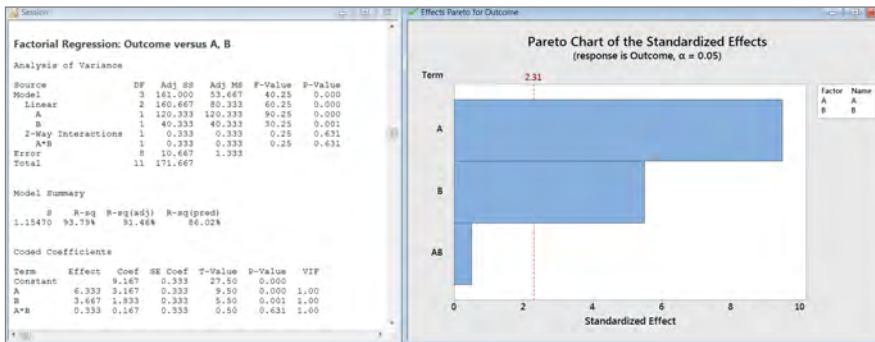 Session
Factorial Regression: Outcome versus A, B
Analysis of Variance
Source DF Adj SS Adj MS F-Value P-Value
Model 3 161.000 53.667 40.25 0.000
Linear 2 160.667 80.333 60.25 0.000
A 1 120.333 120.333 90.25 0.000
B 1 40.333 40.333 30.25 0.001
2-Way Interactions 1 0.333 0.333 0.25 0.631
A*B 1 0.333 0.333 0.25 0.631
Error 8 10.667 1.333
Total 11 171.667
Model Summary
S R-sq R-sq(adj) R-sq(pred)
1.15470 93.79% 91.46% 86.02%
Coded Coefficients
Term Effect Coef SE Coef T-Value P-Value VIF
Constant 9.167 0.333 27.50 0.000
A 6.333 3.167 0.333 9.50 0.000 1.00
B 3.667 1.833 0.333 5.50 0.001 1.00
A*B 0.333 0.167 0.333 0.50 0.631 1.00
Effects Pareto for Outcome
Pareto Chart of the Standardized Effects
(response is Outcome, α = 0.05)
Term
2.31
A
B
AB
0 2 4 6 8 10
Standardized Effect
Factor Name
A A
B B